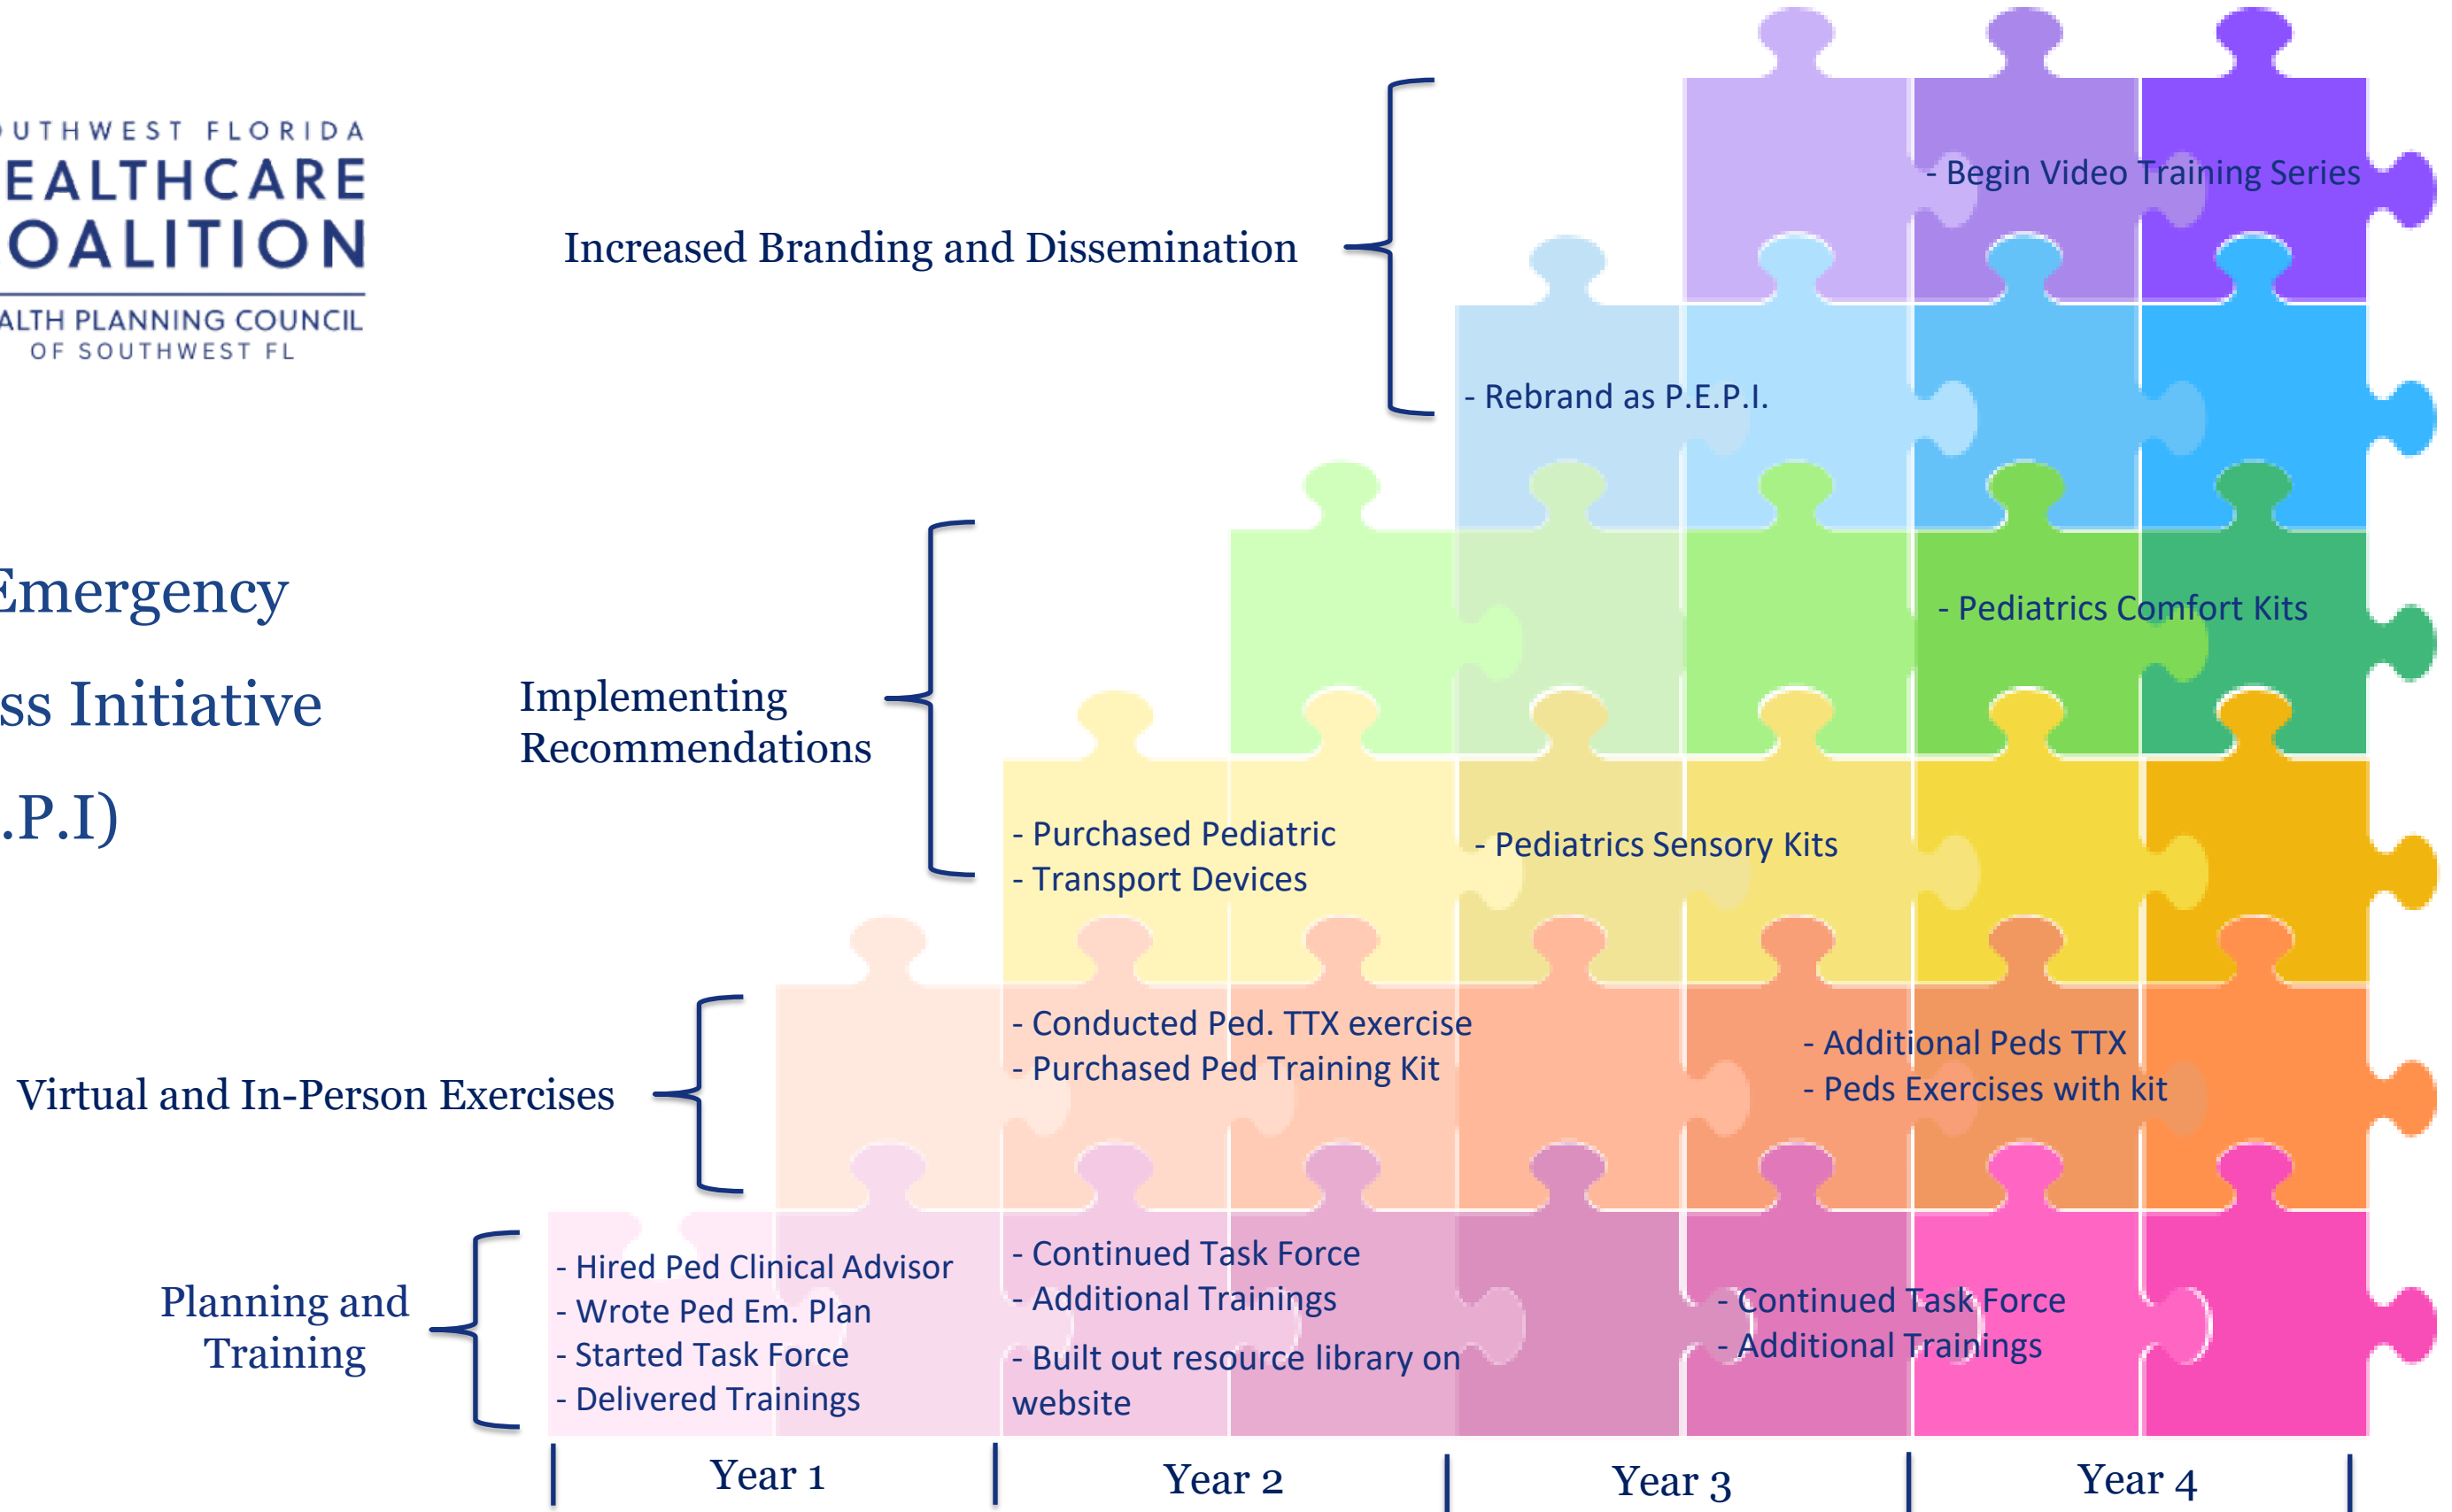 UTHWEST FLORIDA
EALTHCARE
OALITION
ALTH PLANNING COUNCIL
OF SOUTHWEST FL
Emergency
ss Initiative
.P.I)
Increased Branding and Dissemination
- Begin Video Training Series
- Rebrand as P.E.P.I.
Implementing
Recommendations
- Pediatrics Comfort Kits
- Purchased Pediatric
- Transport Devices
- Pediatrics Sensory Kits
Virtual and In-Person Exercises
- Conducted Ped. TTX exercise
- Purchased Ped Training Kit
- Additional Peds TTX
- Peds Exercises with kit
Planning and
Training
- Hired Ped Clinical Advisor
- Wrote Ped Em. Plan
- Started Task Force
- Delivered Trainings
- Continued Task Force
- Additional Trainings
- Built out resource library on
website
- Continued Task Force
- Additional Trainings
Year 1
Year 2
Year 3
Year 4